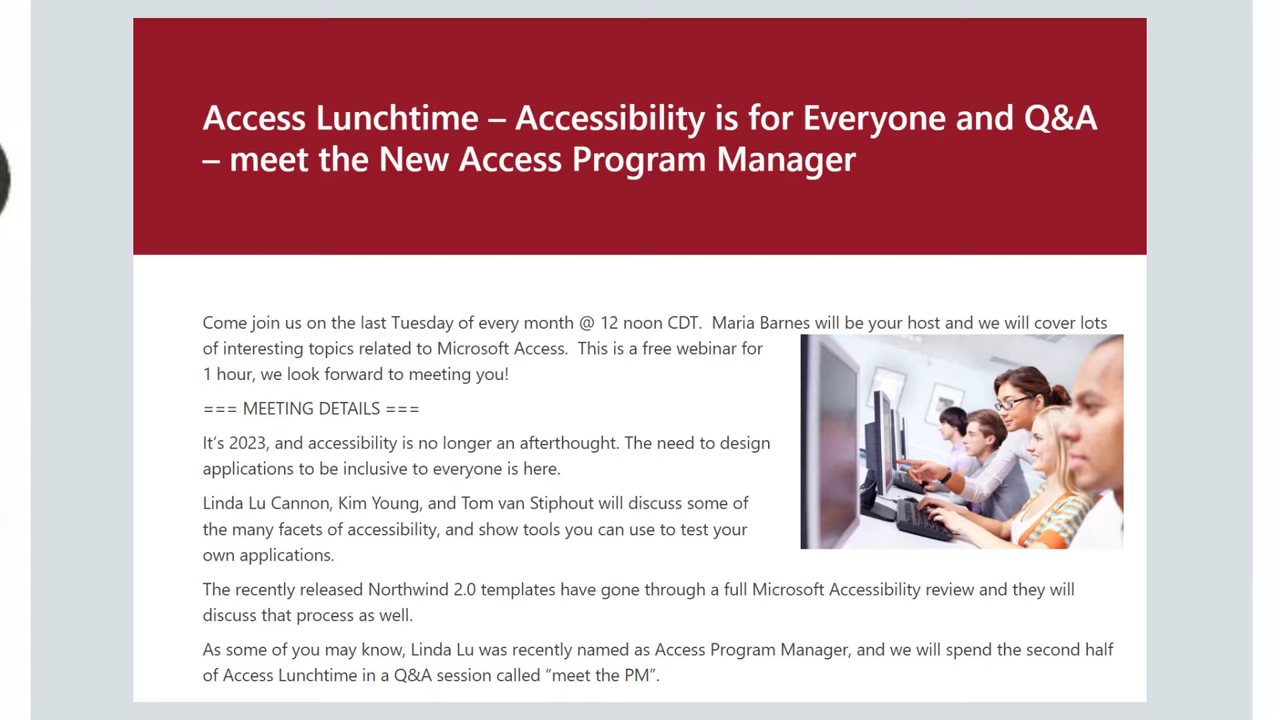 Access Lunchtime – Accessibility is for Everyone and Q&A
– meet the New Access Program Manager
Come join us on the last Tuesday of every month @ 12 noon CDT.  Maria Barnes will be your host and we will cover lots
of interesting topics related to Microsoft Access.  This is a free webinar for
1 hour, we look forward to meeting you!
=== MEETING DETAILS ===
It’s 2023, and accessibility is no longer an afterthought. The need to design
applications to be inclusive to everyone is here.
Linda Lu Cannon, Kim Young, and Tom van Stiphout will discuss some of
the many facets of accessibility, and show tools you can use to test your
own applications.
The recently released Northwind 2.0 templates have gone through a full Microsoft Accessibility review and they will
discuss that process as well.
As some of you may know, Linda Lu was recently named as Access Program Manager, and we will spend the second half
of Access Lunchtime in a Q&A session called “meet the PM”.